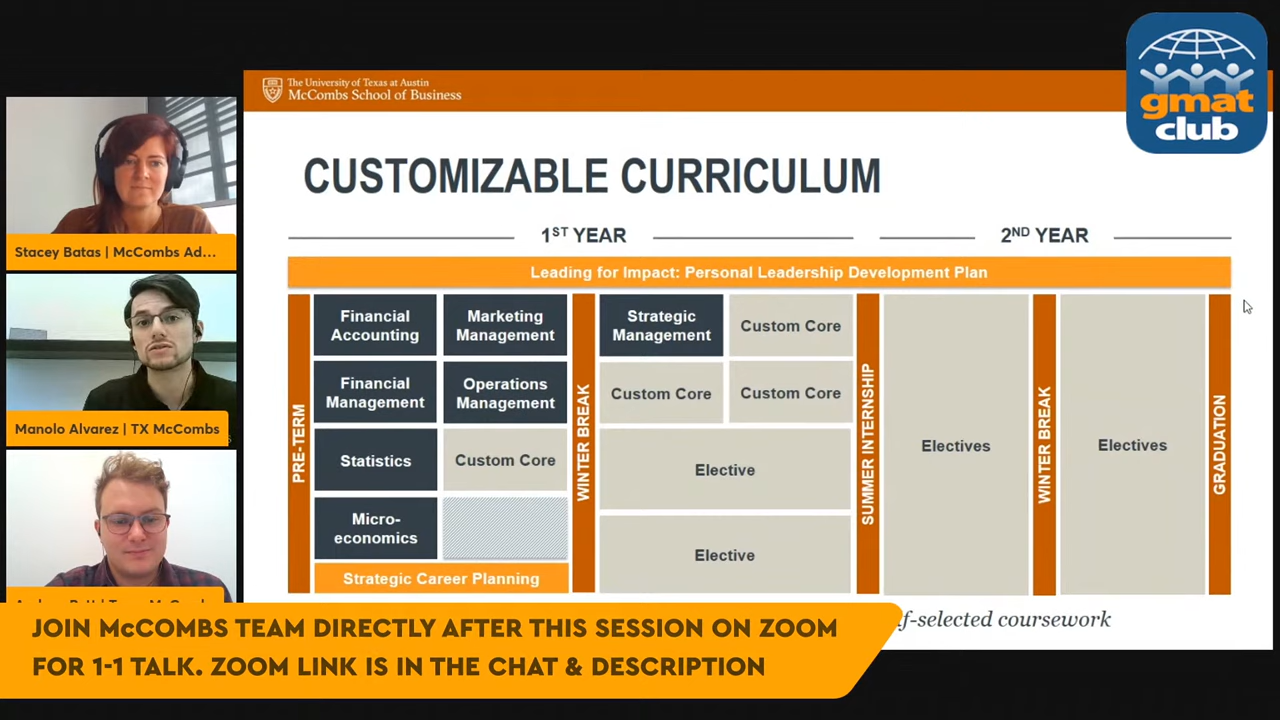 The University of Texas at Austin
McCombs School of Business
gmat
club
CUSTOMIZABLE CURRICULUM
1ST YEAR
2ND YEAR
Leading for Impact: Personal Leadership Development Plan
PRE-TERM
Financial
Accounting
Marketing
Management
Financial
Management
Operations
Management
Statistics
Custom Core
Micro-
economics
Strategic Career Planning
WINTER BREAK
Strategic
Management
Custom Core
Custom Core
Custom Core
Elective
Elective
SUMMER INTERNSHIP
Electives
WINTER BREAK
Electives
GRADUATION
Stacey Batas | McCombs Ad...
Manolo Alvarez | TX McCombs
coursework
JOIN McCOMBS TEAM DIRECTLY AFTER THIS SESSION ON ZOOM
FOR 1-1 TALK. ZOOM LINK IS IN THE CHAT & DESCRIPTION